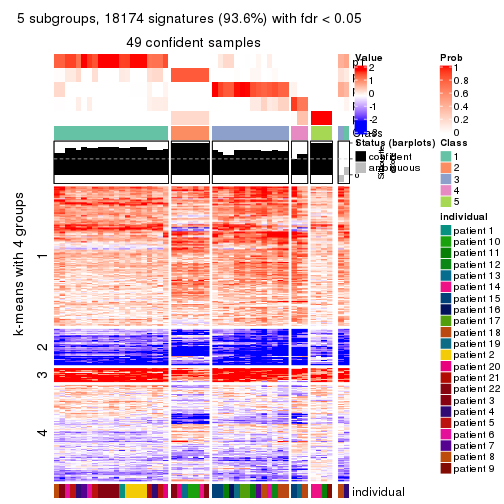 5 subgroups, 18174 signatures (93.6%) with fdr < 0.05
49 confident samples
k-means with 4 groups
1
2
3
4
Class
individual
Value
2
1
0
-1
-2
Status (barplots)
confident
ambiguous
Prob
1
0.8
0.6
0.4
0.2
0
Class
1
2
3
4
5
individual
patient 1
patient 10
patient 11
patient 12
patient 13
patient 14
patient 15
patient 16
patient 17
patient 18
patient 19
patient 2
patient 20
patient 21
patient 22
patient 3
patient 4
patient 5
patient 6
patient 7
patient 8
patient 9